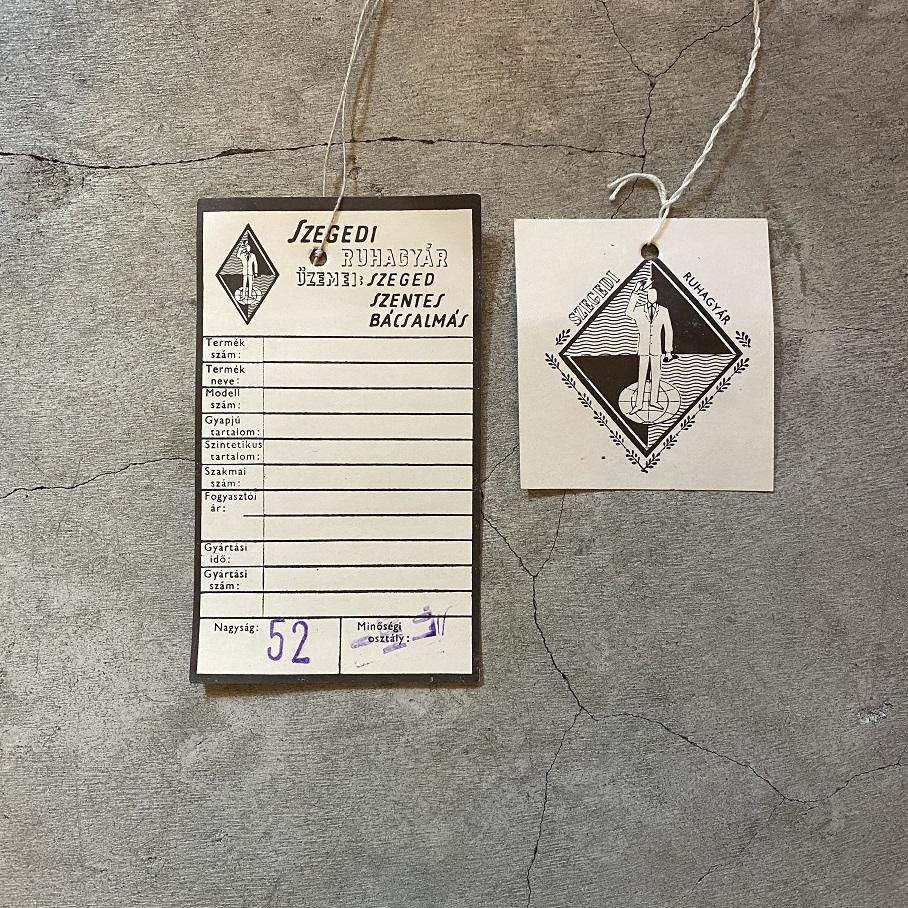 SZEGEDI
RUHAGYÁR
ÜZEMEI: SZEGED
SZENTES
BÁCSALMÁS
Termék
szám:
Termék
neve:
Modell
szám:
Gyapjú
tartalom:
Szintetikus
tartalom:
Szakmai
szám:
Fogyasztói
ár:
Gyártási
idő:
Gyártási
szám:
Nagyság: 52
Minőségi
osztály:
SZEGEDI
RUHAGYÁR